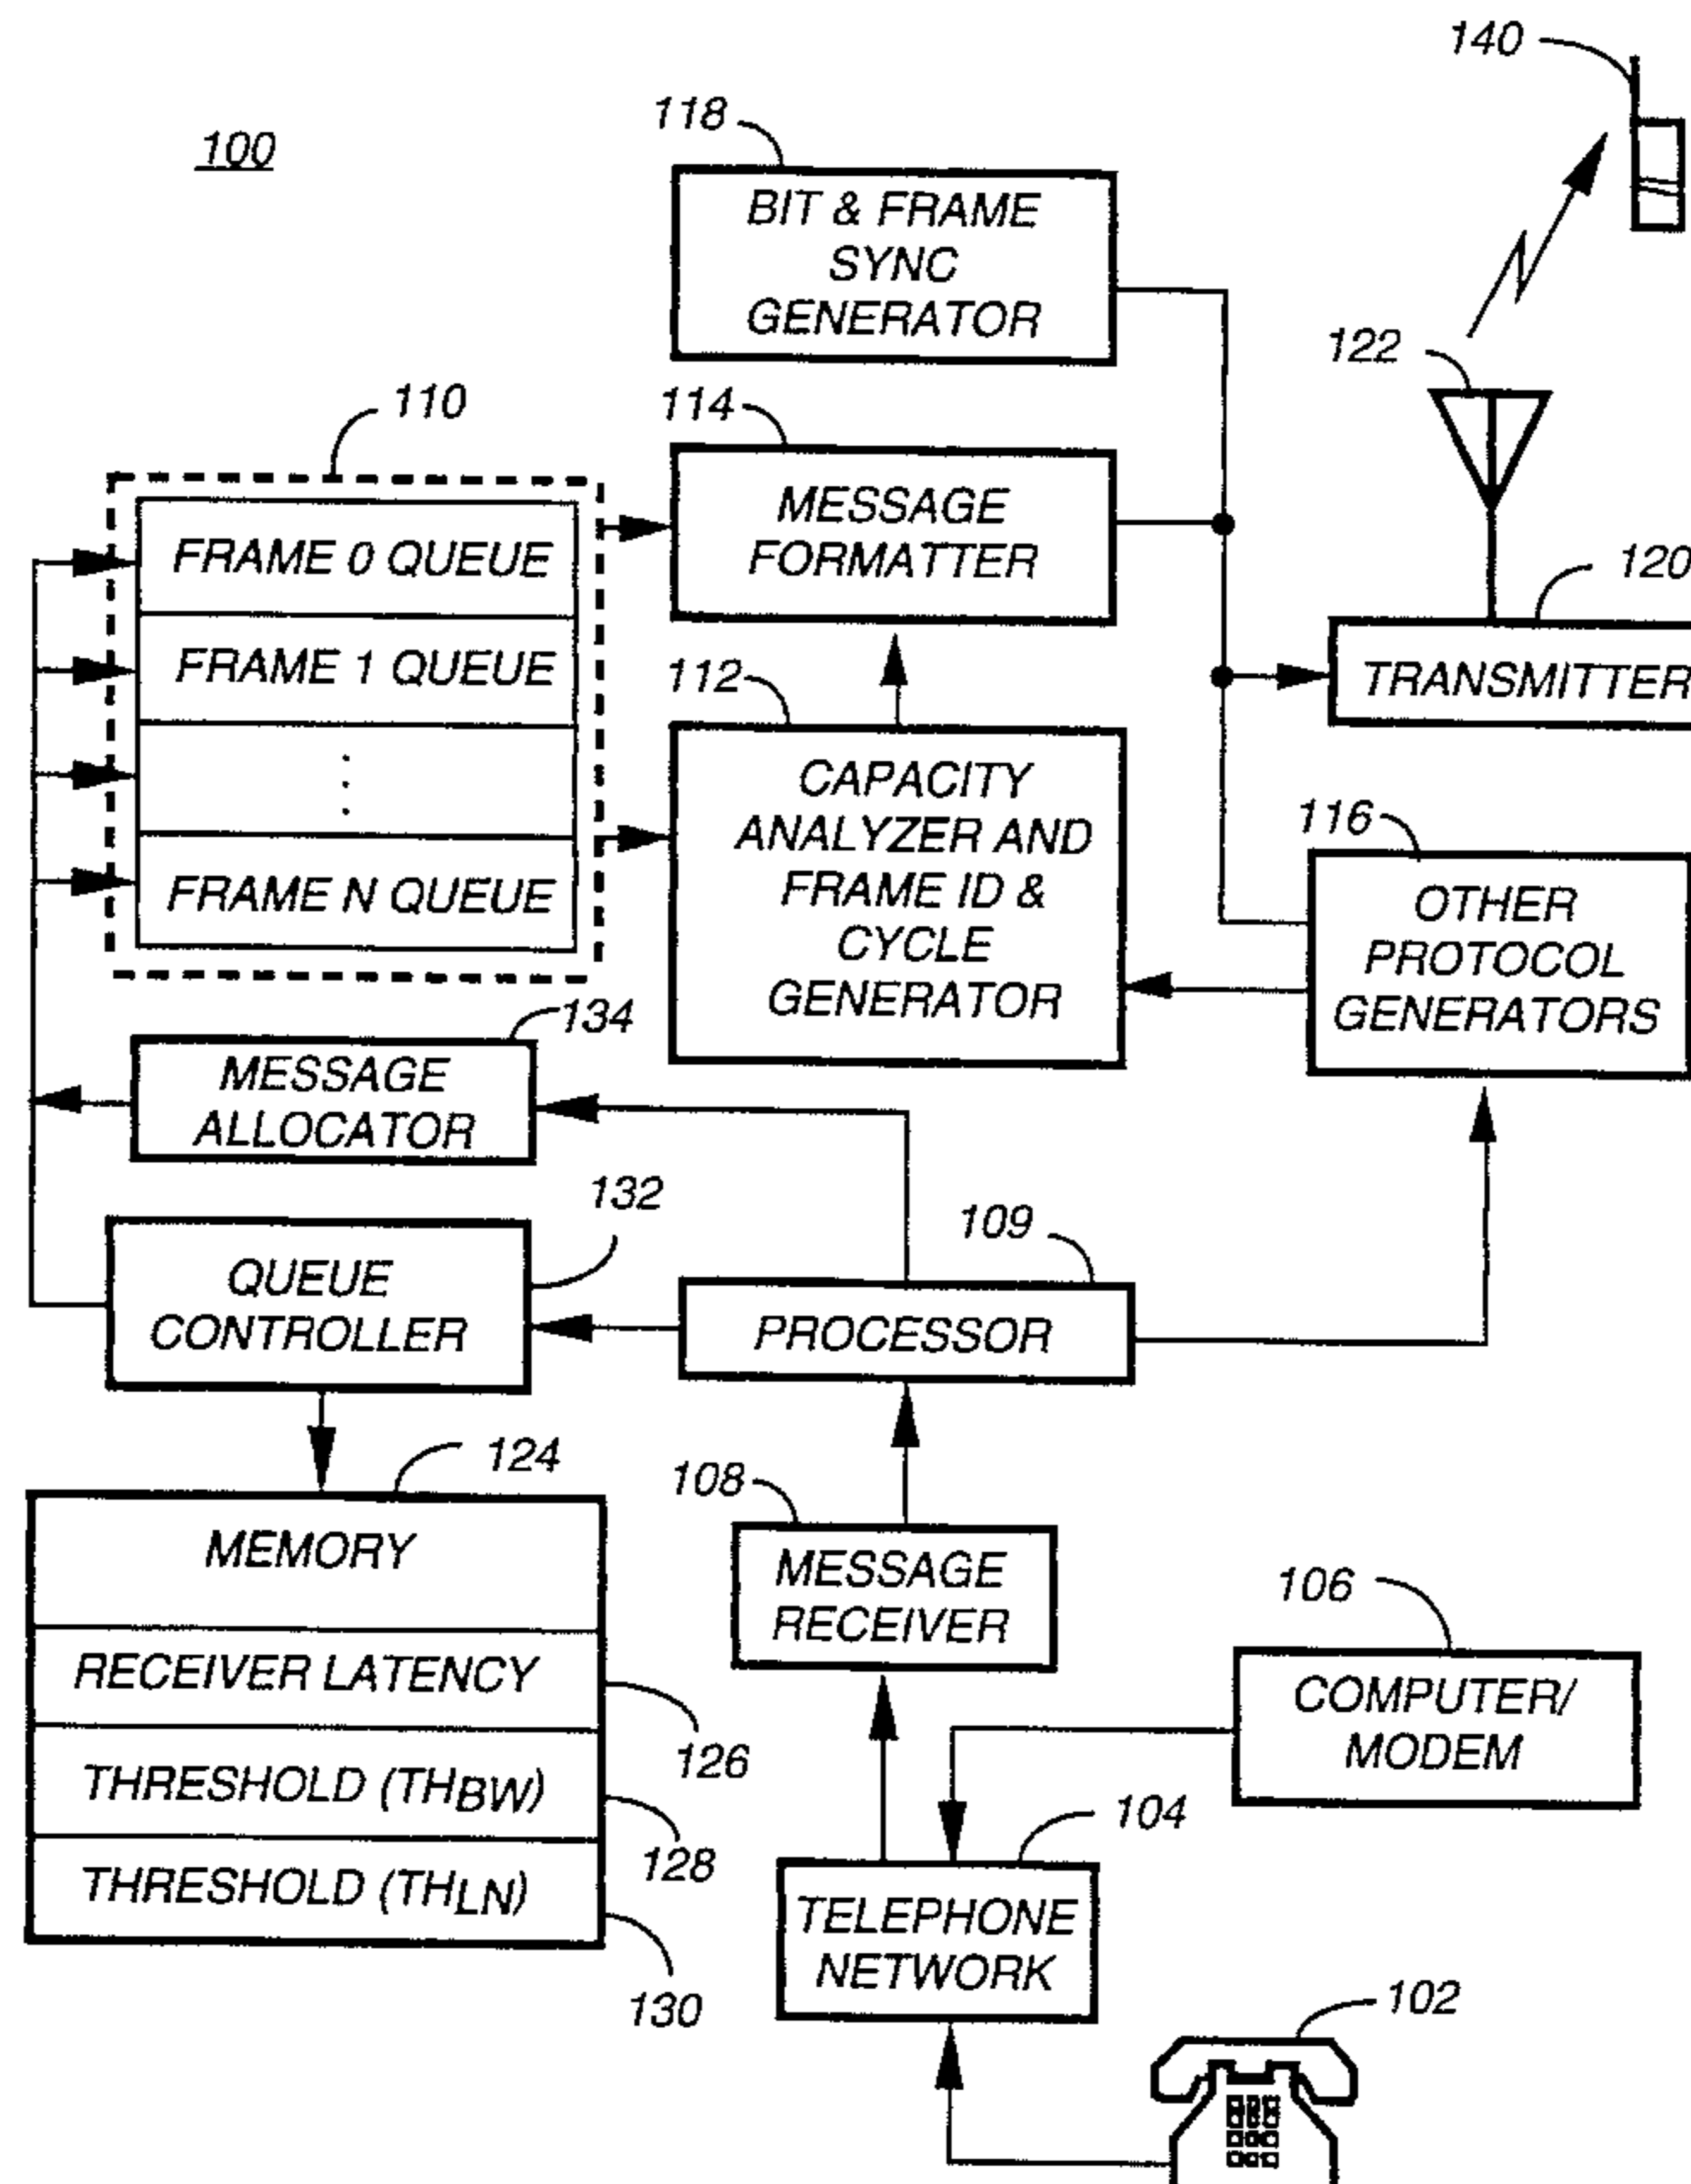 140
118
100
BIT & FRAME
SYNC
GENERATOR
122
110
114
MESSAGE
FORMATTER
FRAME 0 QUEUE
120
FRAME 1 QUEUE
112
TRANSMITTER
CAPACITY
ANALYZER AND
FRAME ID &
CYCLE
GENERATOR
116
FRAME N QUEUE
OTHER
PROTOCOL
GENERATORS
134
MESSAGE
ALLOCATOR
132
109
QUEUE
CONTROLLER
PROCESSOR
124
108
MEMORY
MESSAGE
RECEIVER
106
RECEIVER LATENCY
COMPUTER/
MODEM
126
THRESHOLD (THBW)
104
128
THRESHOLD (THLN)
TELEPHONE
NETWORK
130
102